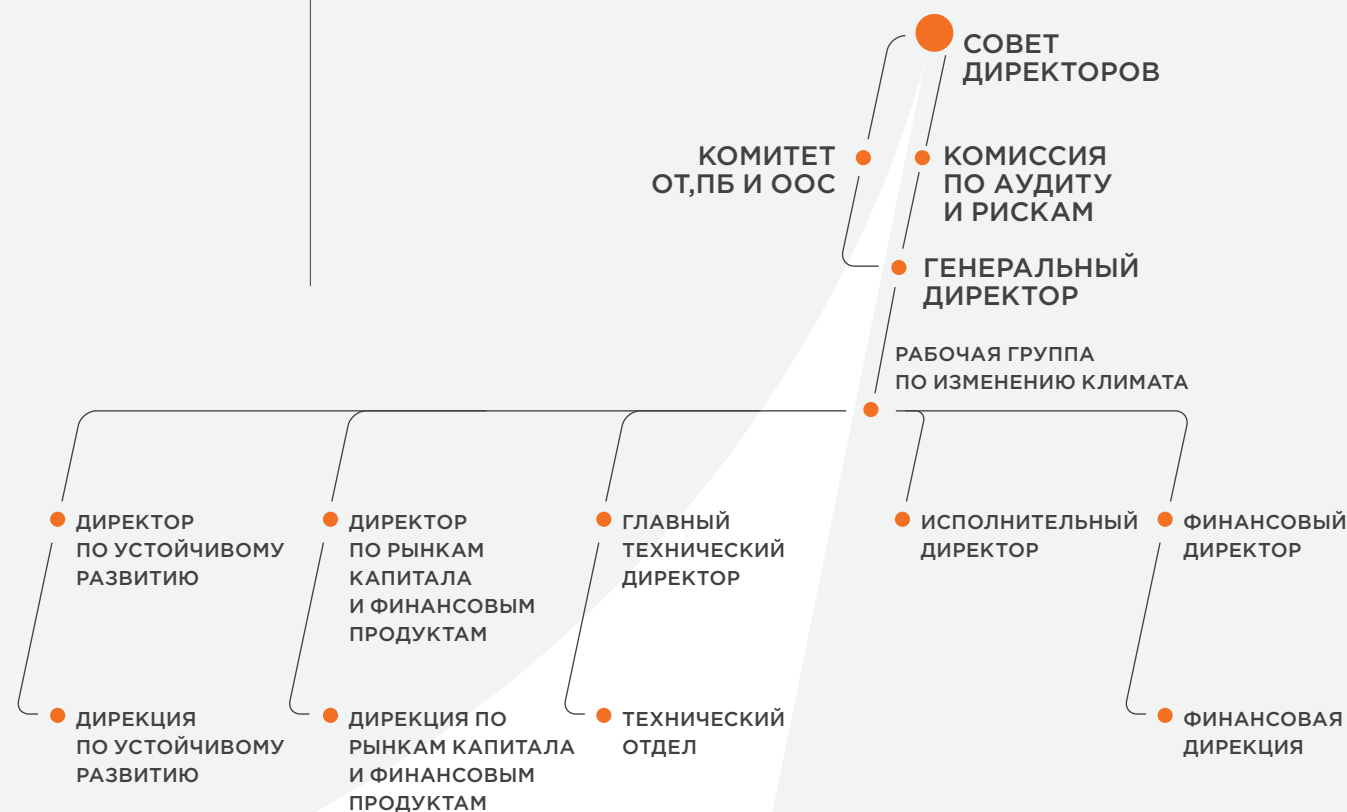 СОВЕТ
ДИРЕКТОРОВ
КОМИТЕТ
ОТ,ПБ И ООС
КОМИССИЯ
ПО АУДИТУ
И РИСКАМ
ГЕНЕРАЛЬНЫЙ
ДИРЕКТОР
РАБОЧАЯ ГРУППА
ПО ИЗМЕНЕНИЮ КЛИМАТА
ДИРЕКТОР
ПО УСТОЙЧИВОМУ
РАЗВИТИЮ
ДИРЕКТОР
ПО РЫНКАМ
КАПИТАЛА
И ФИНАНСОВЫМ
ПРОДУКТАМ
ГЛАВНЫЙ
ТЕХНИЧЕСКИЙ
ДИРЕКТОР
ИСПОЛНИТЕЛЬНЫЙ
ДИРЕКТОР
ФИНАНСОВЫЙ
ДИРЕКТОР
ДИРЕКЦИЯ
ПО УСТОЙЧИВОМУ
РАЗВИТИЮ
ДИРЕКЦИЯ ПО
РЫНКАМ КАПИТАЛА
И ФИНАНСОВЫМ
ПРОДУКТАМ
ТЕХНИЧЕСКИЙ
ОТДЕЛ
ФИНАНСОВАЯ
ДИРЕКЦИЯ